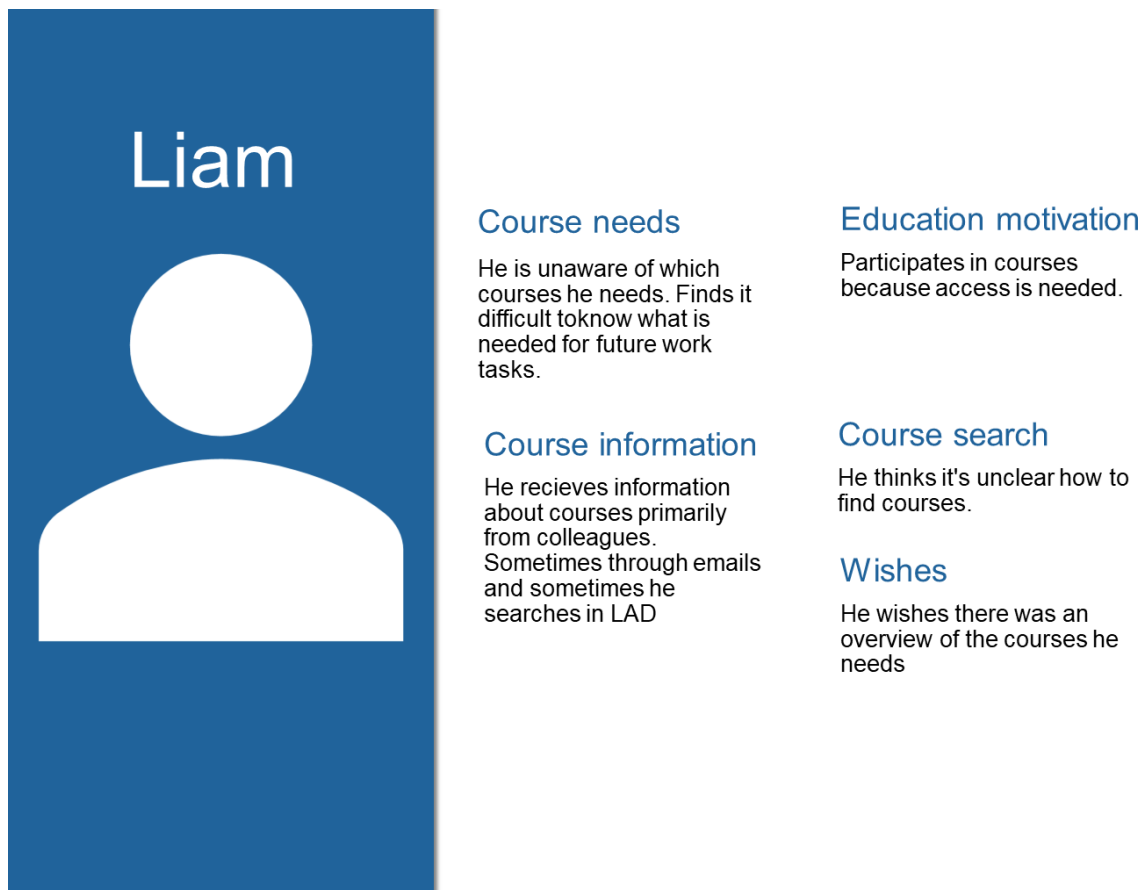 Liam
Course needs
He is unaware of which
courses he needs. Finds it
difficult toknow what is
needed for future work
tasks.
Education motivation
Participates in courses
because access is needed.
Course information
He recieves information
about courses primarily
from colleagues.
Sometimes through emails
and sometimes he
searches in LAD
Course search
He thinks it's unclear how to
find courses.
Wishes
He wishes there was an
overview of the courses he
needs